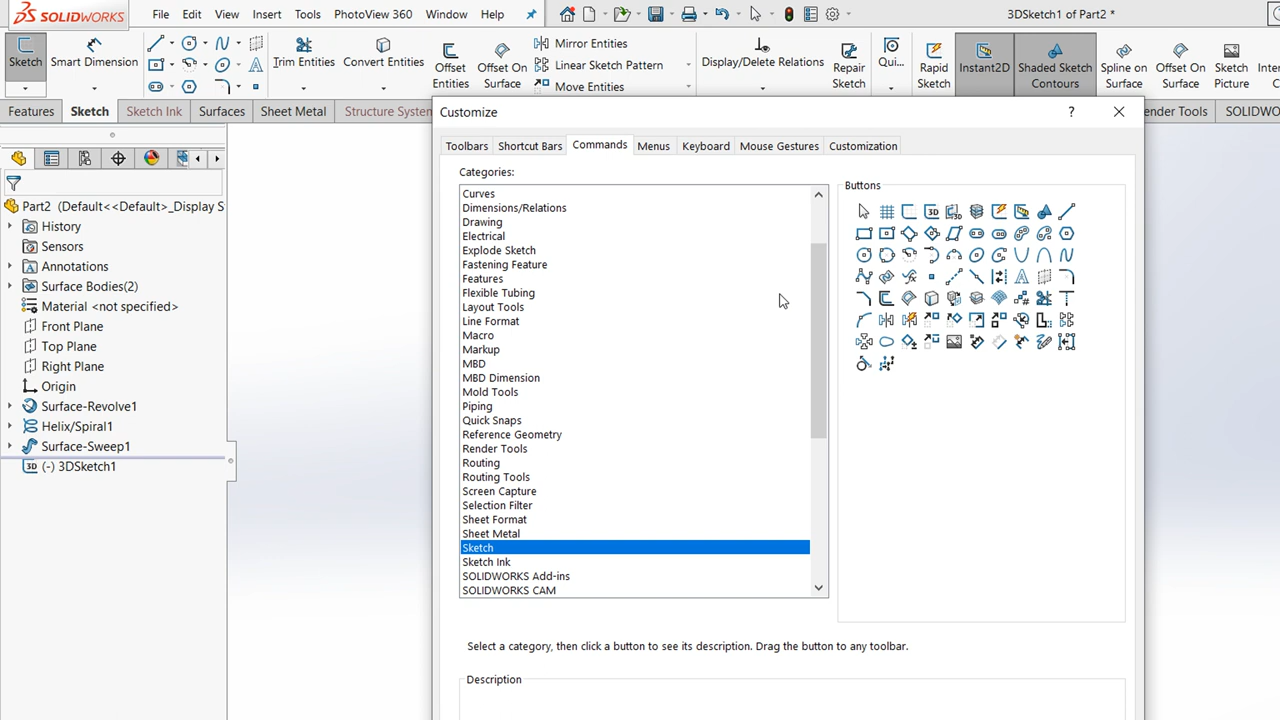 SOLIDWORKS
File Edit View Insert Tools PhotoView 360 Window Help
3DSketch1 of Part2 *
Sketch
Smart Dimension
Trim Entities
Convert Entities
Offset Entities
Offset On Surface
Mirror Entities
Linear Sketch Pattern
Move Entities
Display/Delete Relations
Repair Sketch
Qui...
Rapid Sketch
Instant2D
Shaded Sketch Contours
Spline on Surface
Offset On Surface
Sketch Picture
Inter
Features Sketch Sketch Ink Surfaces Sheet Metal Structure System
ender Tools SOLIDWO
Part2 (Default<<Default>_Display S
History
Sensors
Annotations
Surface Bodies(2)
Material <not specified>
Front Plane
Top Plane
Right Plane
Origin
Surface-Revolve1
Helix/Spiral1
Surface-Sweep1
3D (-) 3DSketch1
Customize
?
Toolbars Shortcut Bars Commands Menus Keyboard Mouse Gestures Customization
Categories:
Curves
Dimensions/Relations
Drawing
Electrical
Explode Sketch
Fastening Feature
Features
Flexible Tubing
Layout Tools
Line Format
Macro
Markup
MBD
MBD Dimension
Mold Tools
Piping
Quick Snaps
Reference Geometry
Render Tools
Routing
Routing Tools
Screen Capture
Selection Filter
Sheet Format
Sheet Metal
Sketch
Sketch Ink
SOLIDWORKS Add-ins
SOLIDWORKS CAM
Buttons
3D
Select a category, then click a button to see its description. Drag the button to any toolbar.
Description